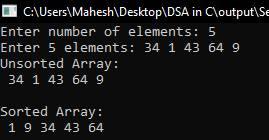 C:\Users\Mahesh\Desktop\DSA in C\output\Se
Enter number of elements: 5
Enter 5 elements: 34 1 43 64 9
Unsorted Array:
34 1 43 64 9
Sorted Array:
1 9 34 43 64